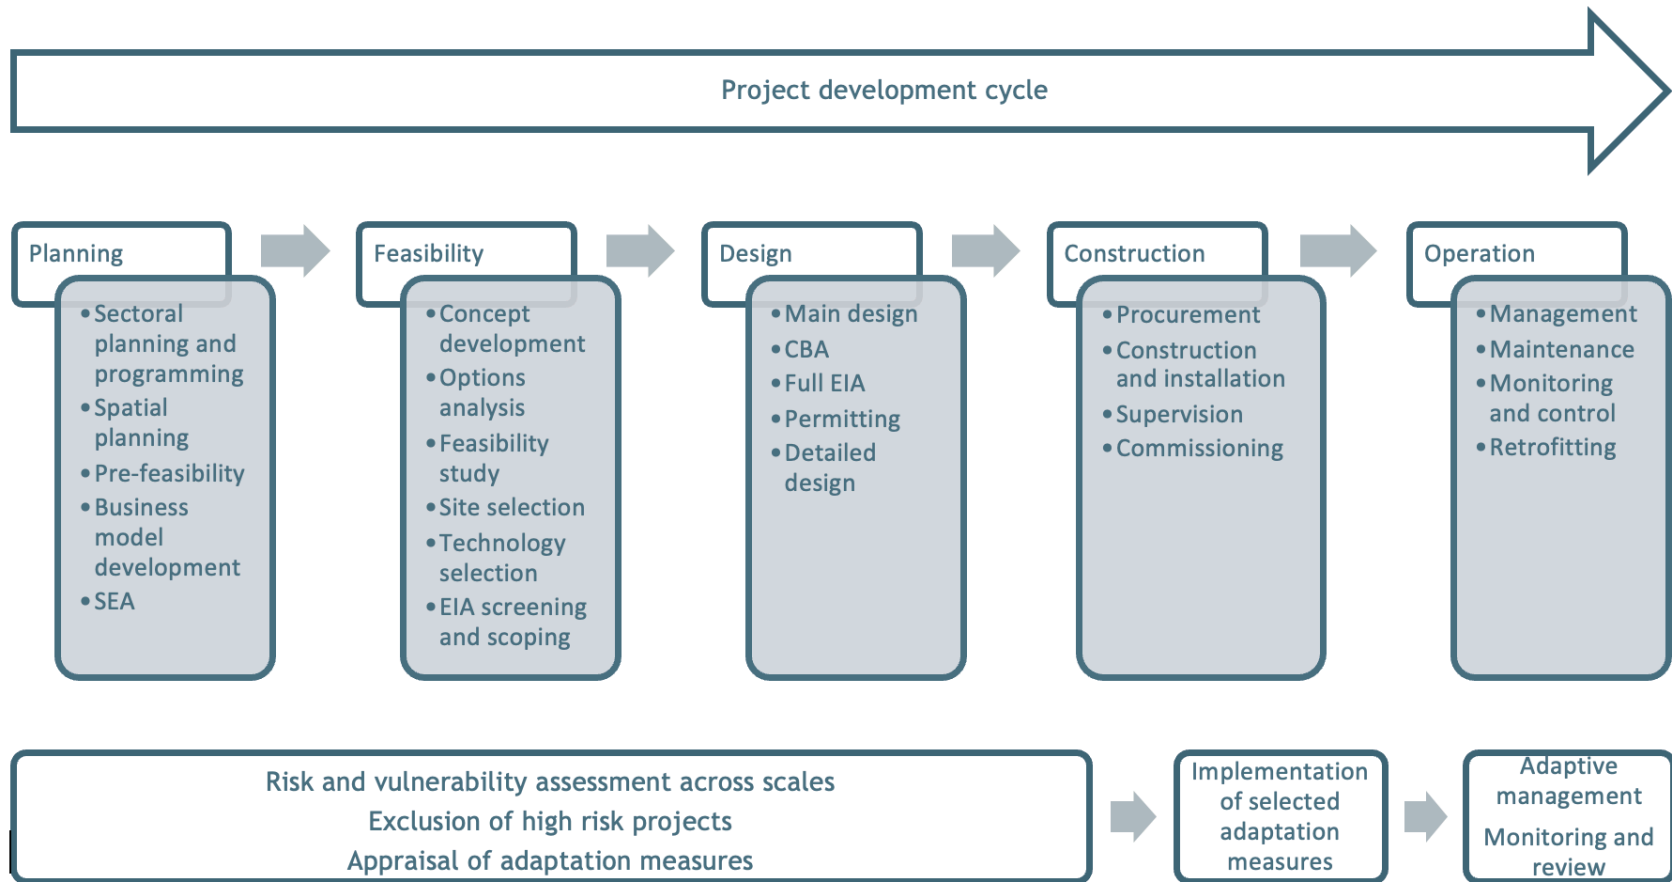 Project development cycle
Planning
• Sectoral
planning and
programming
• Spatial
planning
• Pre-feasibility
• Business
model
development
• SEA
Feasibility
• Concept
development
• Options
analysis
• Feasibility
study
• Site selection
• Technology
selection
• EIA screening
and scoping
Design
• Main design
• CBA
• Full EIA
• Permitting
• Detailed
design
Construction
• Procurement
• Construction
and installation
• Supervision
• Commissioning
Operation
• Management
• Maintenance
• Monitoring
and control
• Retrofitting
Risk and vulnerability assessment across scales
Exclusion of high risk projects
Appraisal of adaptation measures
Implementation
of selected
adaptation
measures
Adaptive
management
Monitoring and
review